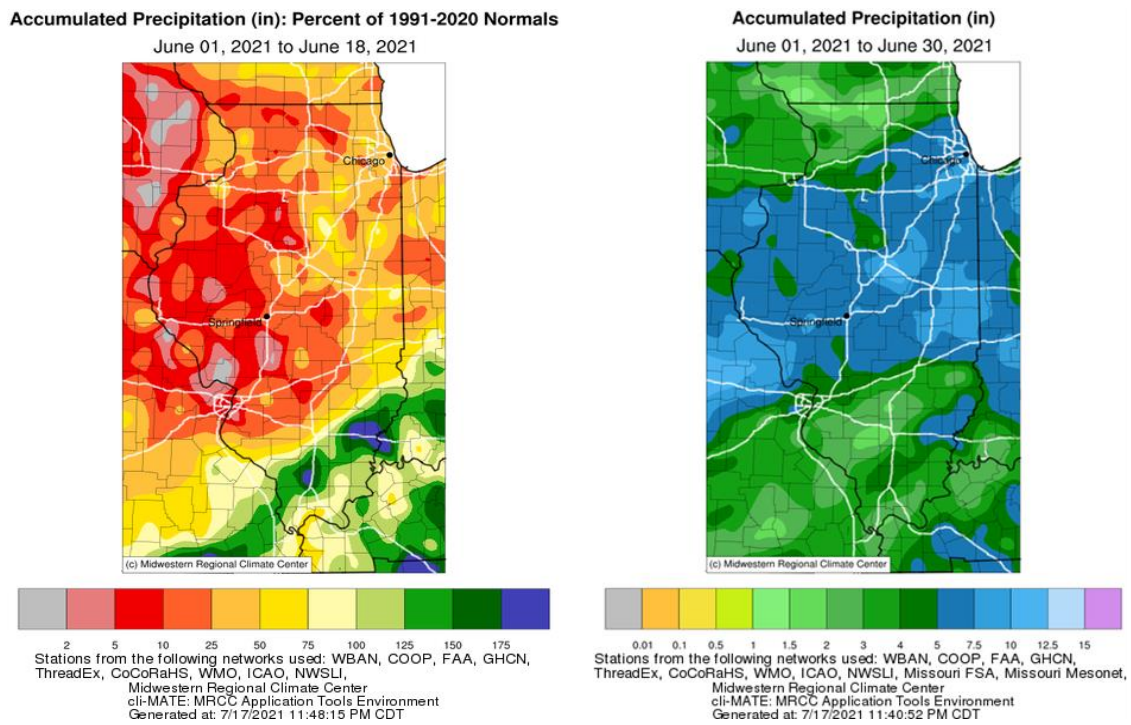 Accumulated Precipitation (in): Percent of 1991-2020 Normals
June 01, 2021 to June 18, 2021
Chicago
Springfield
(c) Midwestern Regional Climate Center
2 5 10 25 50 75 100 125 150 175
Stations from the following networks used: WBAN, COOP, FAA, GHCN,
ThreadEx, CoCoRaHS, WMO, ICAO, NWSLI,
Midwestern Regional Climate Center
cli-MATE: MRCC Application Tools Environment
Generated at: 7/17/2021 11:48:15 PM CDT
Accumulated Precipitation (in)
June 01, 2021 to June 30, 2021
Chicago
Springfield
(c) Midwestern Regional Climate Center
0.01 0.1 0.5 1 1.5 2 3 4 5 7.5 10 12.5 15
Stations from the following networks used: WBAN, COOP, FAA, GHCN,
ThreadEx, CoCoRaHS, WMO, ICAO, NWSLI, Missouri FSA, Missouri Mesonet,
Midwestern Regional Climate Center
cli-MATE: MRCC Application Tools Environment
Generated at: 7/17/2021 11:40:52 PM CDT